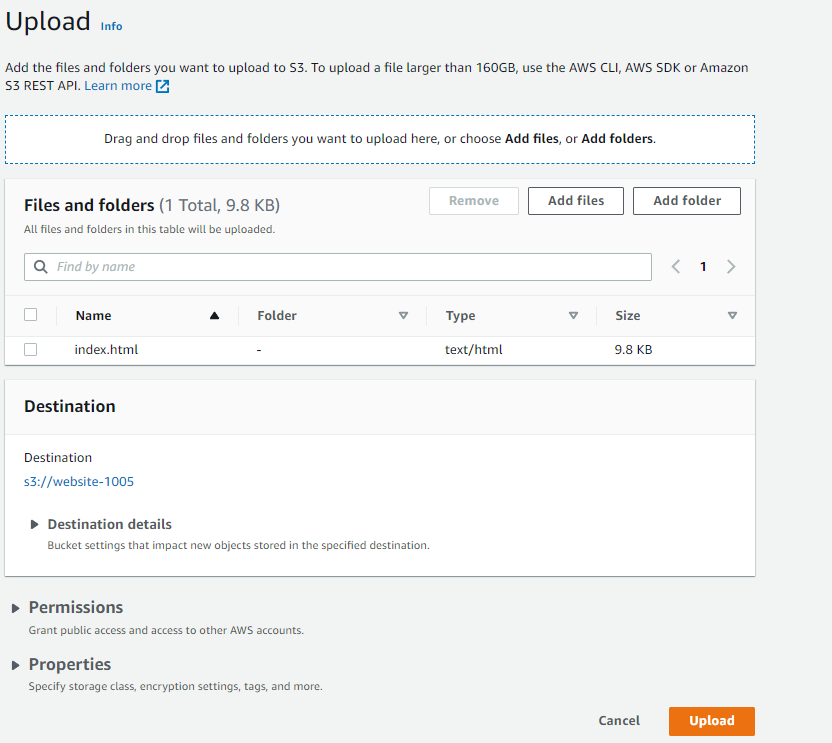 Upload Info
Add the files and folders you want to upload to S3. To upload a file larger than 160GB, use the AWS CLI, AWS SDK or Amazon
S3 REST API. Learn more
Drag and drop files and folders you want to upload here, or choose Add files, or Add folders.
Files and folders (1 Total, 9.8 KB)
Remove
Add files
Add folder
All files and folders in this table will be uploaded.
Find by name
1
Name Folder Type Size
index.html - text/html 9.8 KB
Destination
Destination
s3://website-1005
Destination details
Bucket settings that impact new objects stored in the specified destination.
Permissions
Grant public access and access to other AWS accounts.
Properties
Specify storage class, encryption settings, tags, and more.
Cancel
Upload